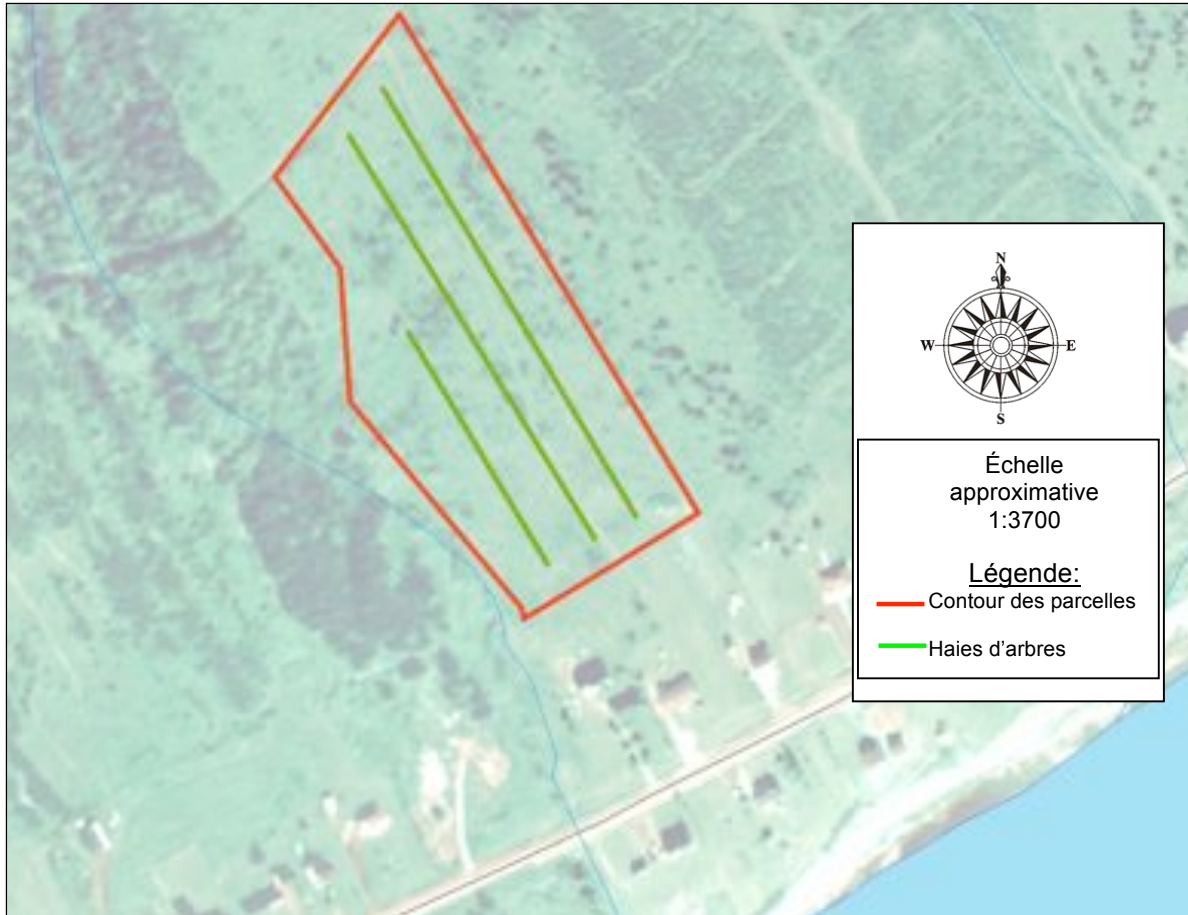 N
W
E
S
Échelle
approximative
1:3700
Légende:
Contour des parcelles
Haies d'arbres